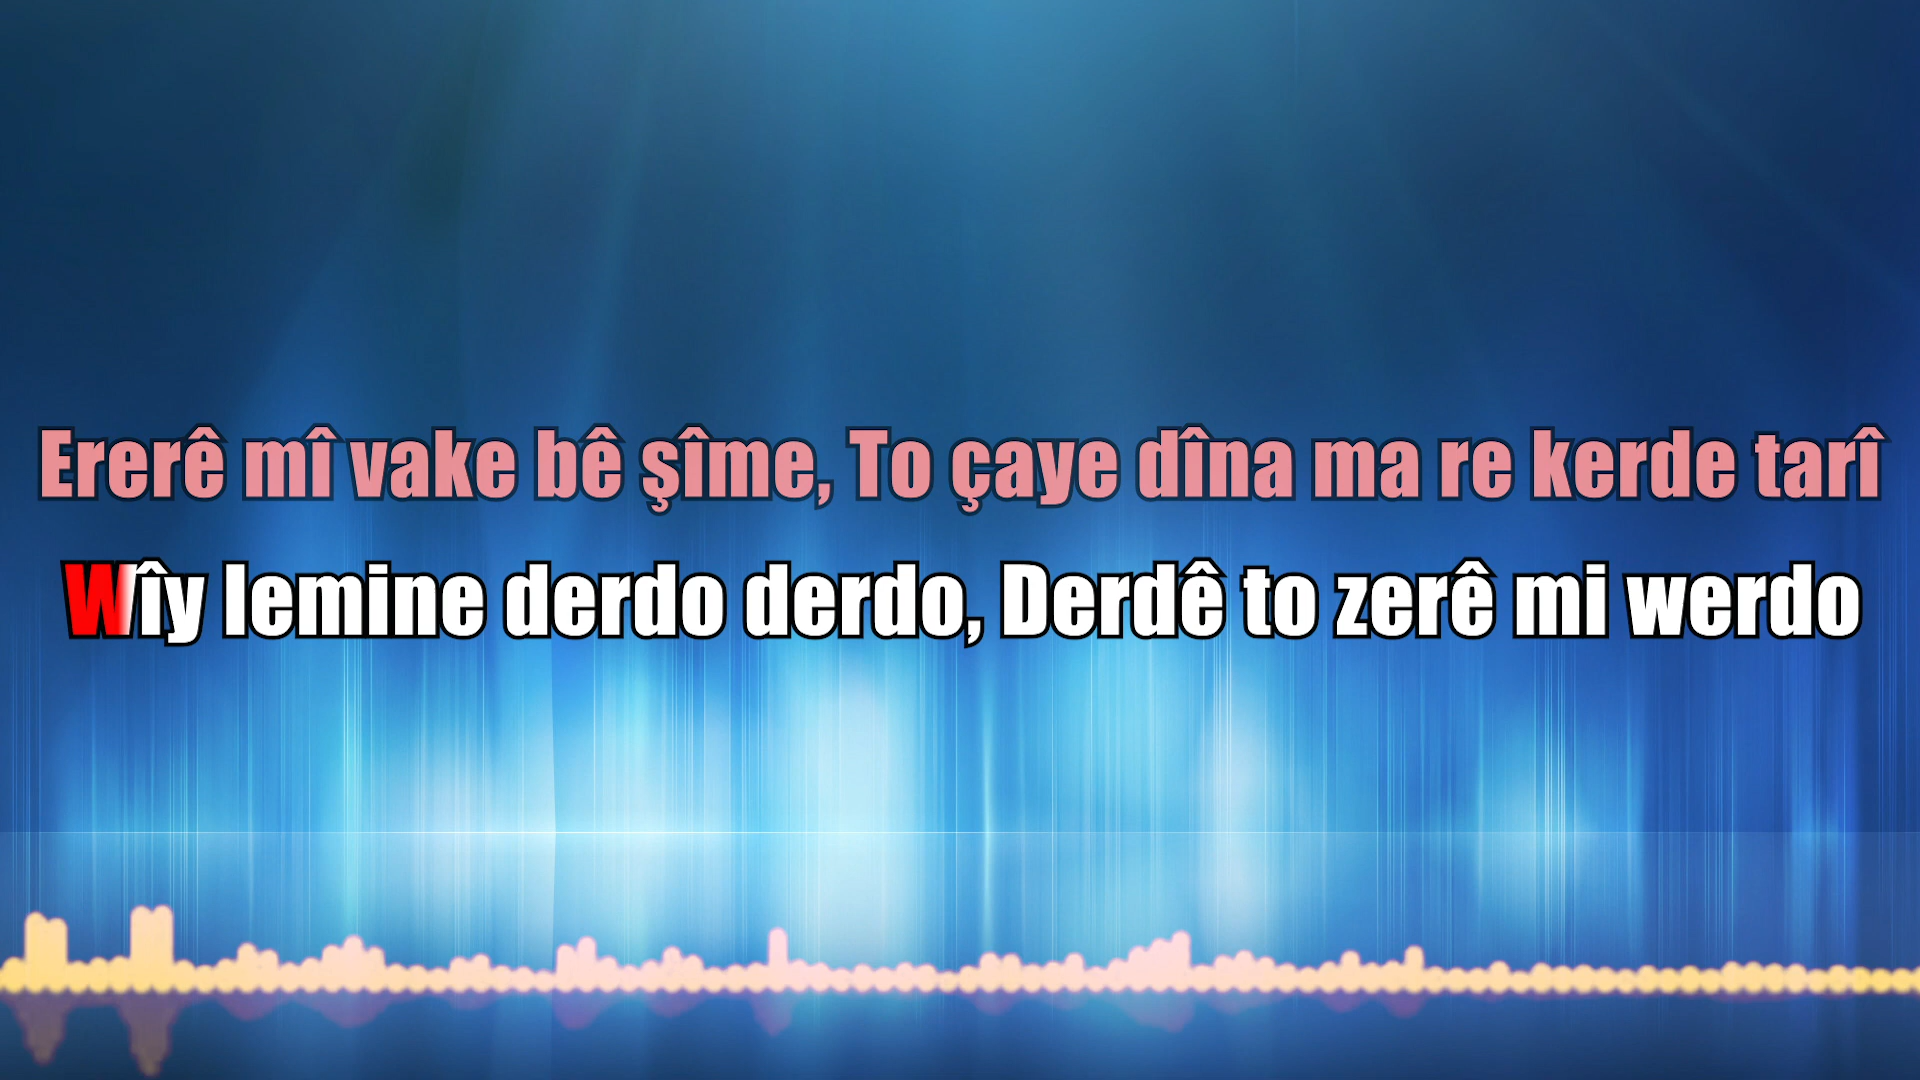 Ererê mî vake bê şîme, To çaye dîna ma re kerde tarî
Wîy lemine derdo derdo, Derdê to zerê mi werdo